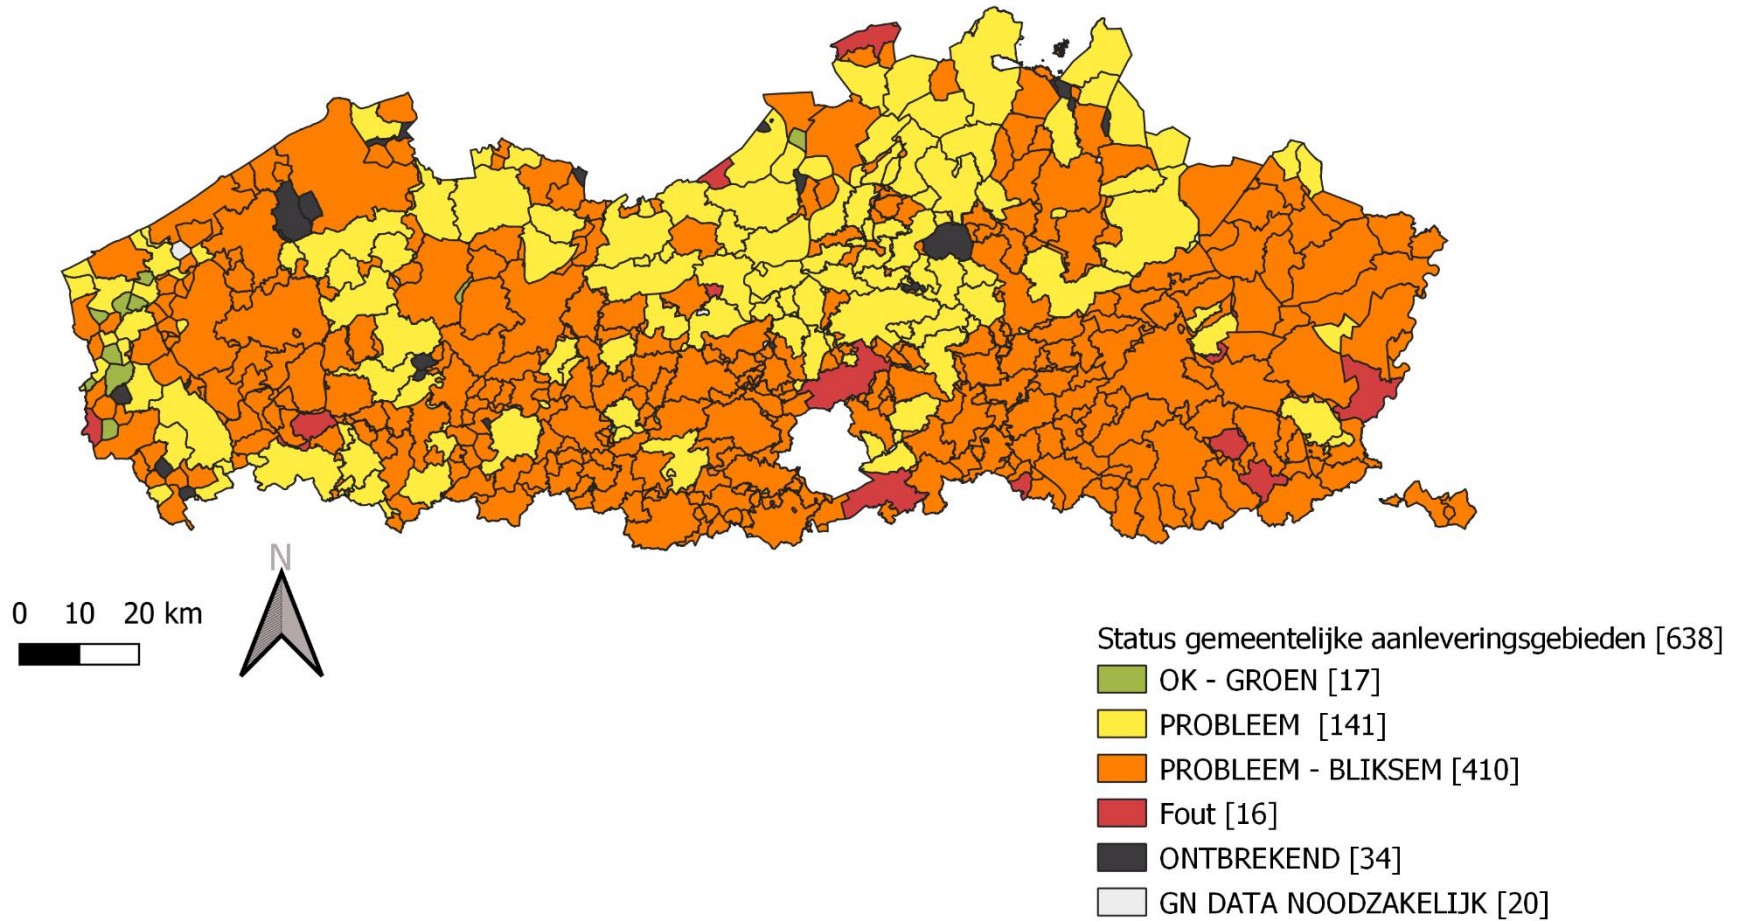 N
0 10 20 km
Status gemeentelijke aanleveringsgebieden [638]
OK - GROEN [17]
PROBLEEM [141]
PROBLEEM - BLIKSEM [410]
Fout [16]
ONTBREKEND [34]
GN DATA NOODZAKELIJK [20]